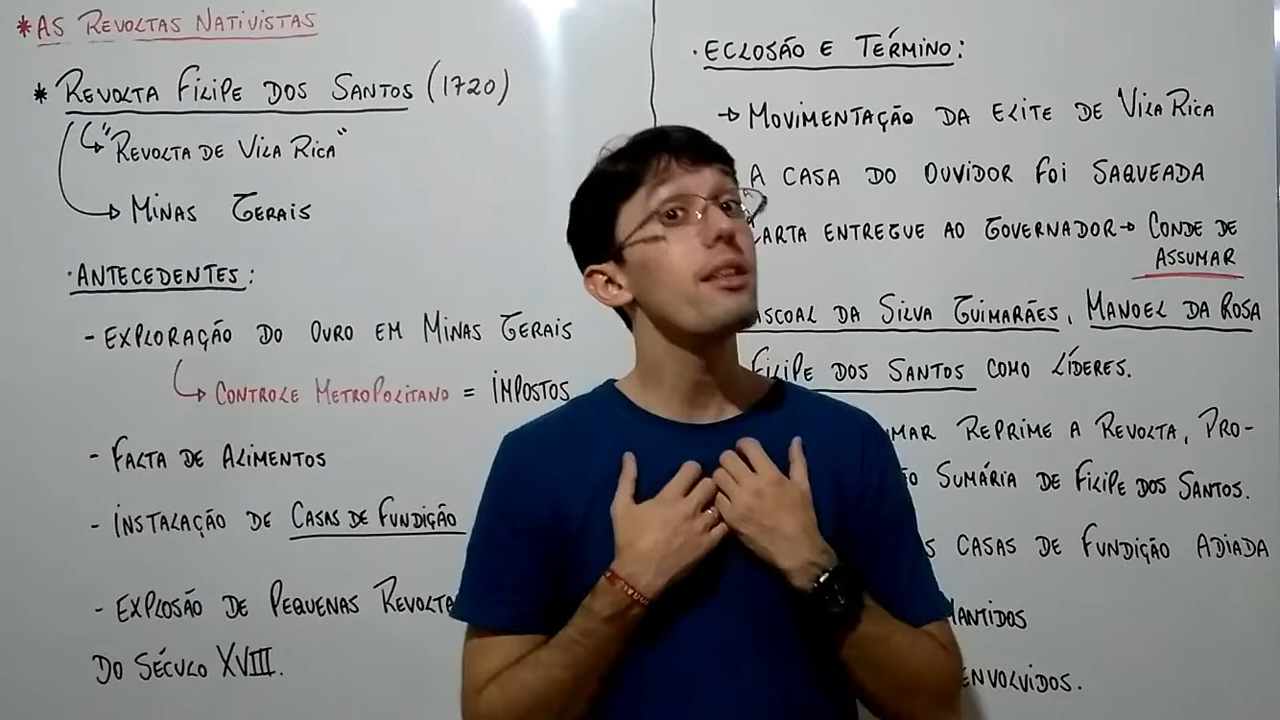 * AS REVOLTAS NATIVISTAS
* REVOLTA FILIPE DOS SANTOS (1720)
↳ "REVOLTA DE VILA RICA"
→ MINAS GERAIS
· ANTECEDENTES:
- EXPLORAÇÃO DO OURO EM MINAS GERAIS
↳ CONTROLE METROPOLITANO = IMPOSTOS
- FALTA DE ALIMENTOS
- INSTALAÇÃO DE CASAS DE FUNDIÇÃO
- EXPLOSÃO DE PEQUENAS REVOLTA
DO SÉCULO XVIII.
· ECLOSÃO E TÉRMINO:
→ MOVIMENTAÇÃO DA ELITE DE VILA RICA
A CASA DO OUVIDOR FOI SAQUEADA
CARTA ENTREGUE AO GOVERNADOR → CONDE DE
ASSUMAR
ASCOAL DA SILVA GUIMARÃES, MANOEL DA ROSA
FILIPE DOS SANTOS COMO LÍDERES.
MAR REPRIME A REVOLTA, PRO-
ÃO SUMÁRIA DE FILIPE DOS SANTOS.
S CASAS DE FUNDIÇÃO ADIADA
MANTIDOS
ENVOLVIDOS.